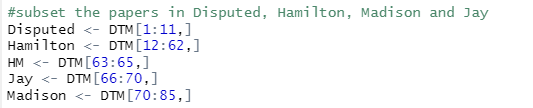 #subset the papers in Disputed, Hamilton, Madison and Jay
Disputed <- DTM[1:11,]
Hamilton <- DTM[12:62,]
HM <- DTM[63:65,]
Jay <- DTM[66:70,]
Madison <- DTM[70:85,]